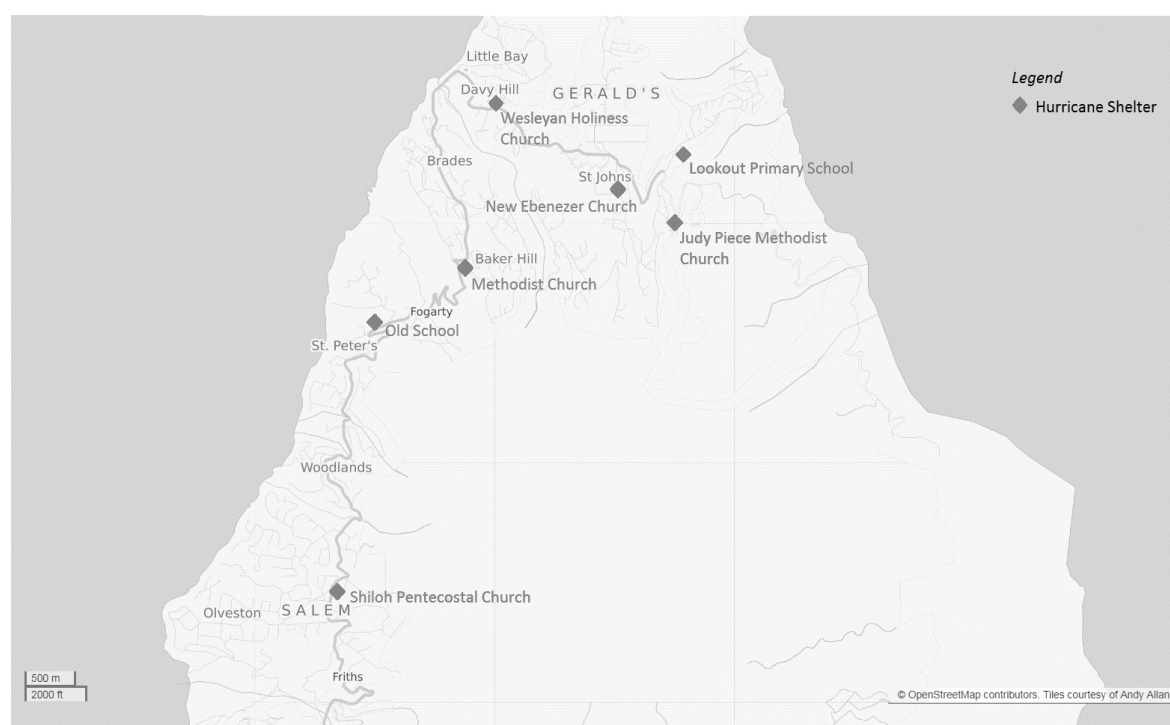 Little Bay
Legend
Davy Hill
GERALD'S
Hurricane Shelter
Wesleyan Holiness
Church
Brades
Lookout Primary School
St Johns
New Ebenezer Church
Judy Piece Methodist
Church
Baker Hill
Methodist Church
Fogarty
Old School
St. Peter's
Woodlands
Shiloh Pentecostal Church
Olveston
SALEM
Friths
500 m
2000 ft
© OpenStreetMap contributors. Tiles courtesy of Andy Allan